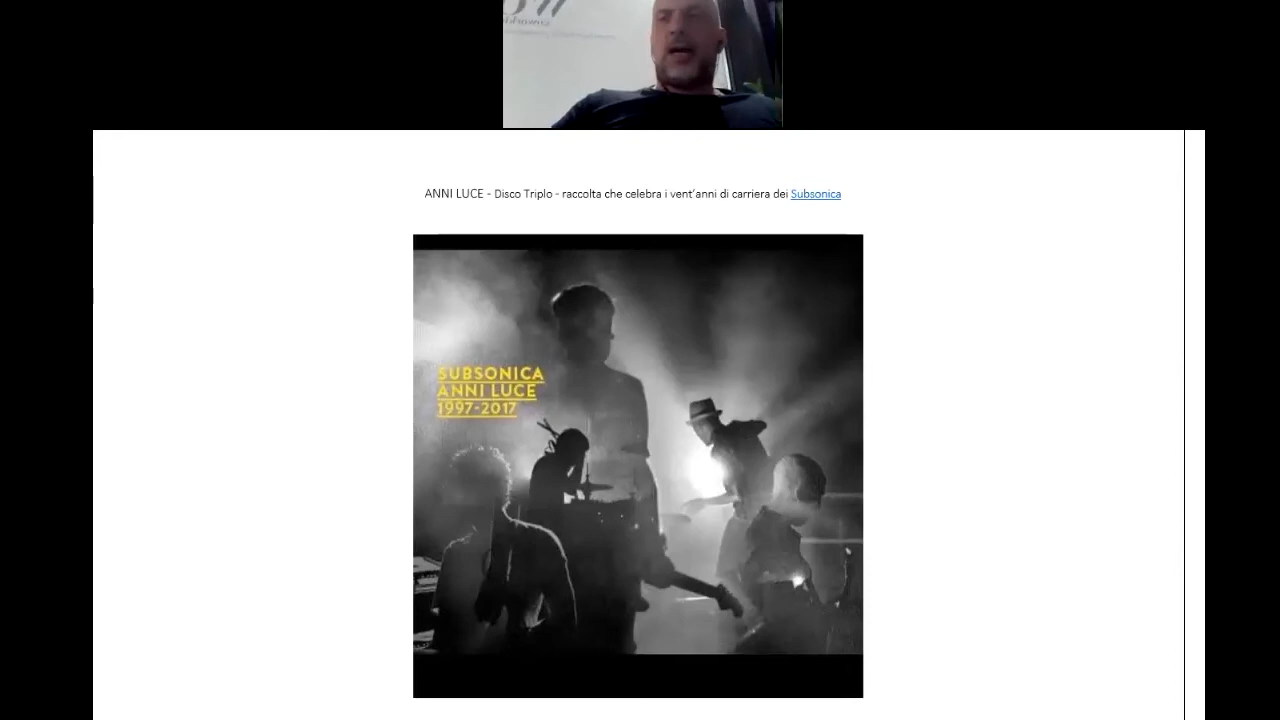 ANNI LUCE - Disco Triplo - raccolta che celebra i vent'anni di carriera dei Subsonica
SUBSONICA
ANNI LUCE
1997-2017